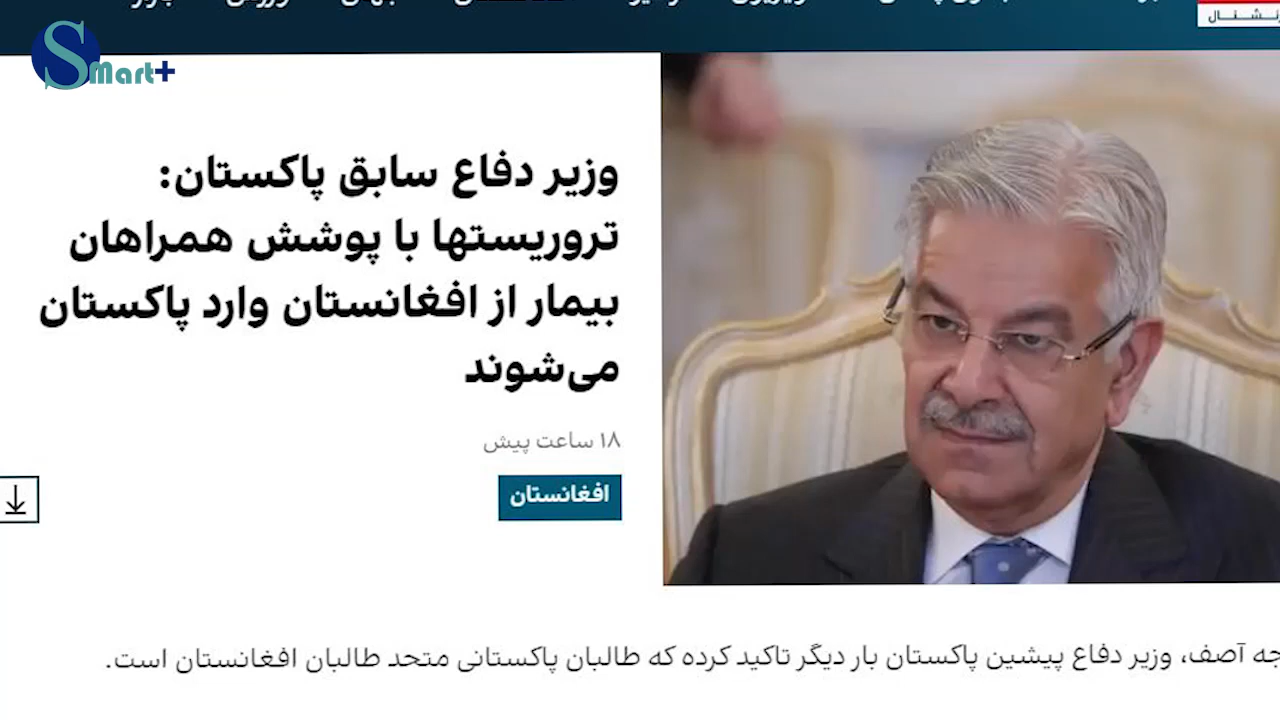 نشنال
Smart+
وزیر دفاع سابق پاکستان:
تروریستها با پوشش همراهان
بیمار از افغانستان وارد پاکستان
می‌شوند
۱۸ ساعت پیش
افغانستان
آصف، وزیر دفاع پیشین پاکستان بار دیگر تاکید کرده که طالبان پاکستانی متحد طالبان افغانستان است.